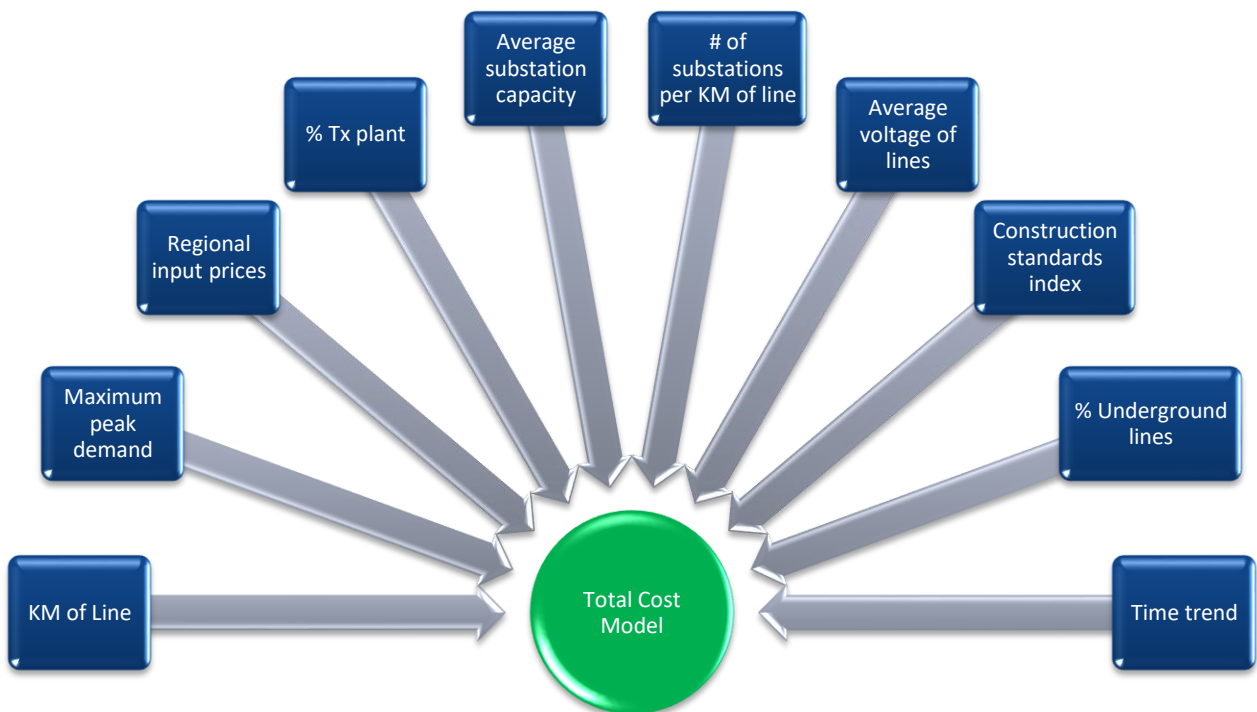 Average
substation
capacity
# of
substations
per KM of line
% Tx plant
Average
voltage of
lines
Regional
input prices
Construction
standards
index
Maximum
peak
demand
% Underground
lines
KM of Line
Total Cost
Model
Time trend